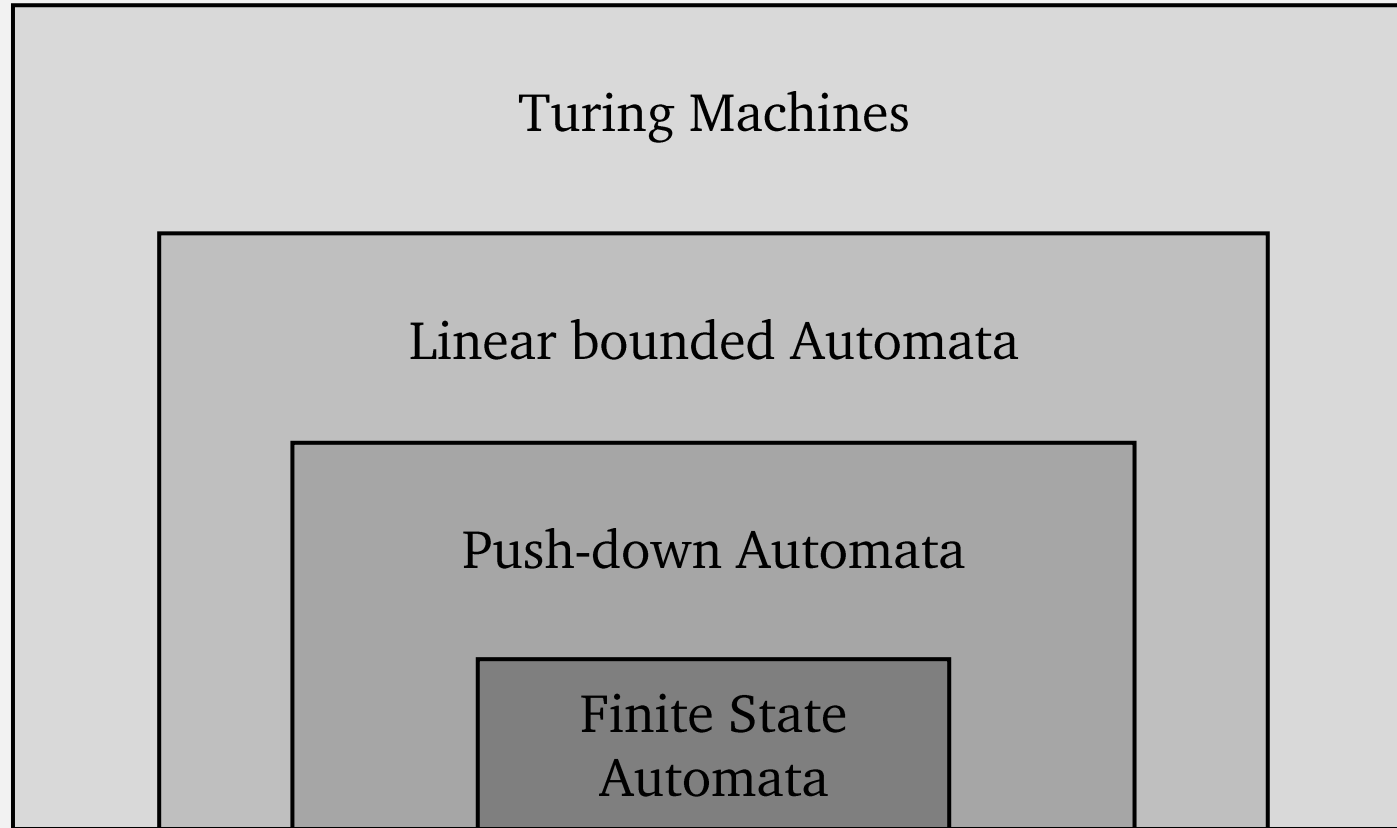 Turing Machines
Linear bounded Automata
Push-down Automata
Finite State
Automata